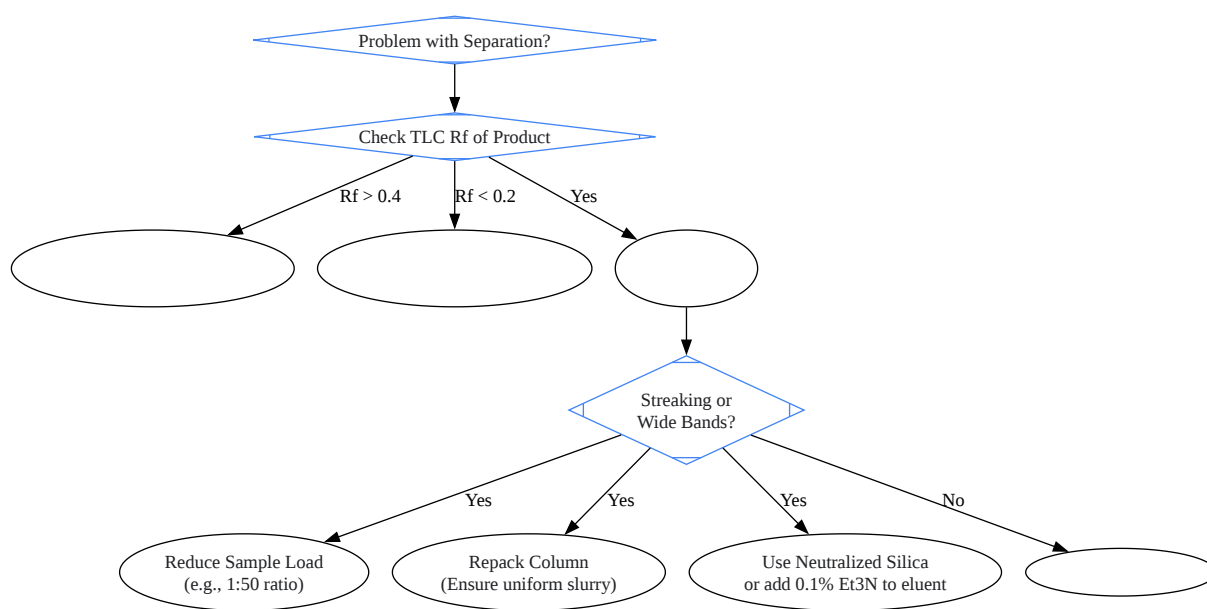 Problem with Separation?
Check TLC Rf of Product
Rf > 0.4
Rf < 0.2
Yes
Streaking or
Wide Bands?
Yes
Yes
Yes
No
Reduce Sample Load
(e.g., 1:50 ratio)
Repack Column
(Ensure uniform slurry)
Use Neutralized Silica
or add 0.1% Et3N to eluent